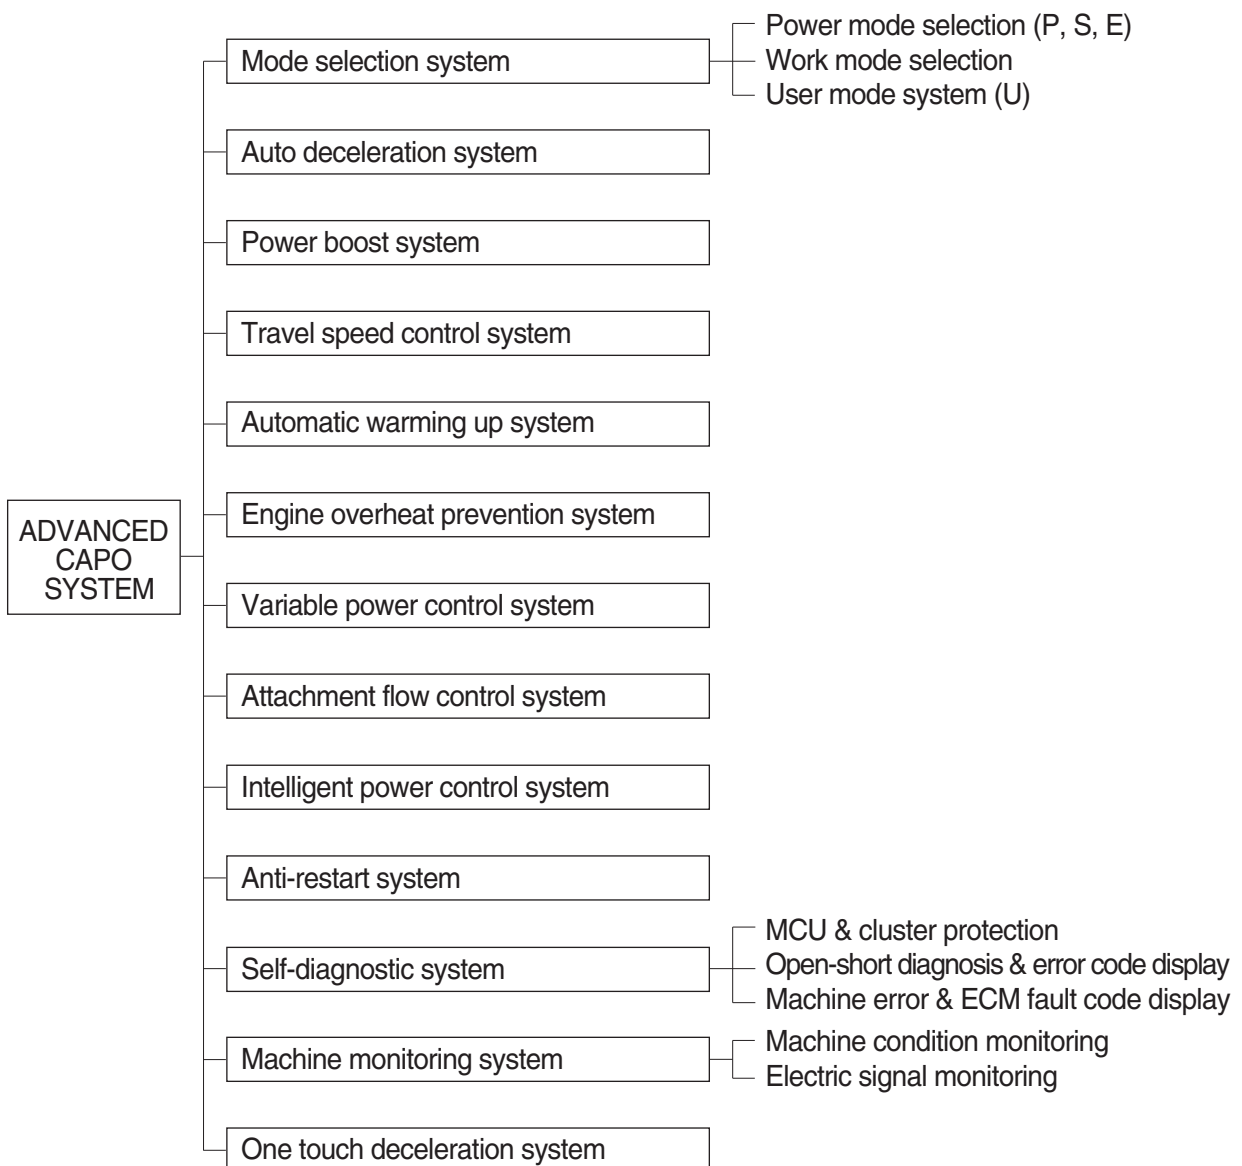 Power mode selection (P, S, E)
Mode selection system
Work mode selection
User mode system (U)
Auto deceleration system
Power boost system
Travel speed control system
Automatic warming up system
Engine overheat prevention system
ADVANCED
CAPO
SYSTEM
Variable power control system
Attachment flow control system
Intelligent power control system
Anti-restart system
MCU & cluster protection
Self-diagnostic system
Open-short diagnosis & error code display
Machine error & ECM fault code display
Machine monitoring system
Machine condition monitoring
Electric signal monitoring
One touch deceleration system